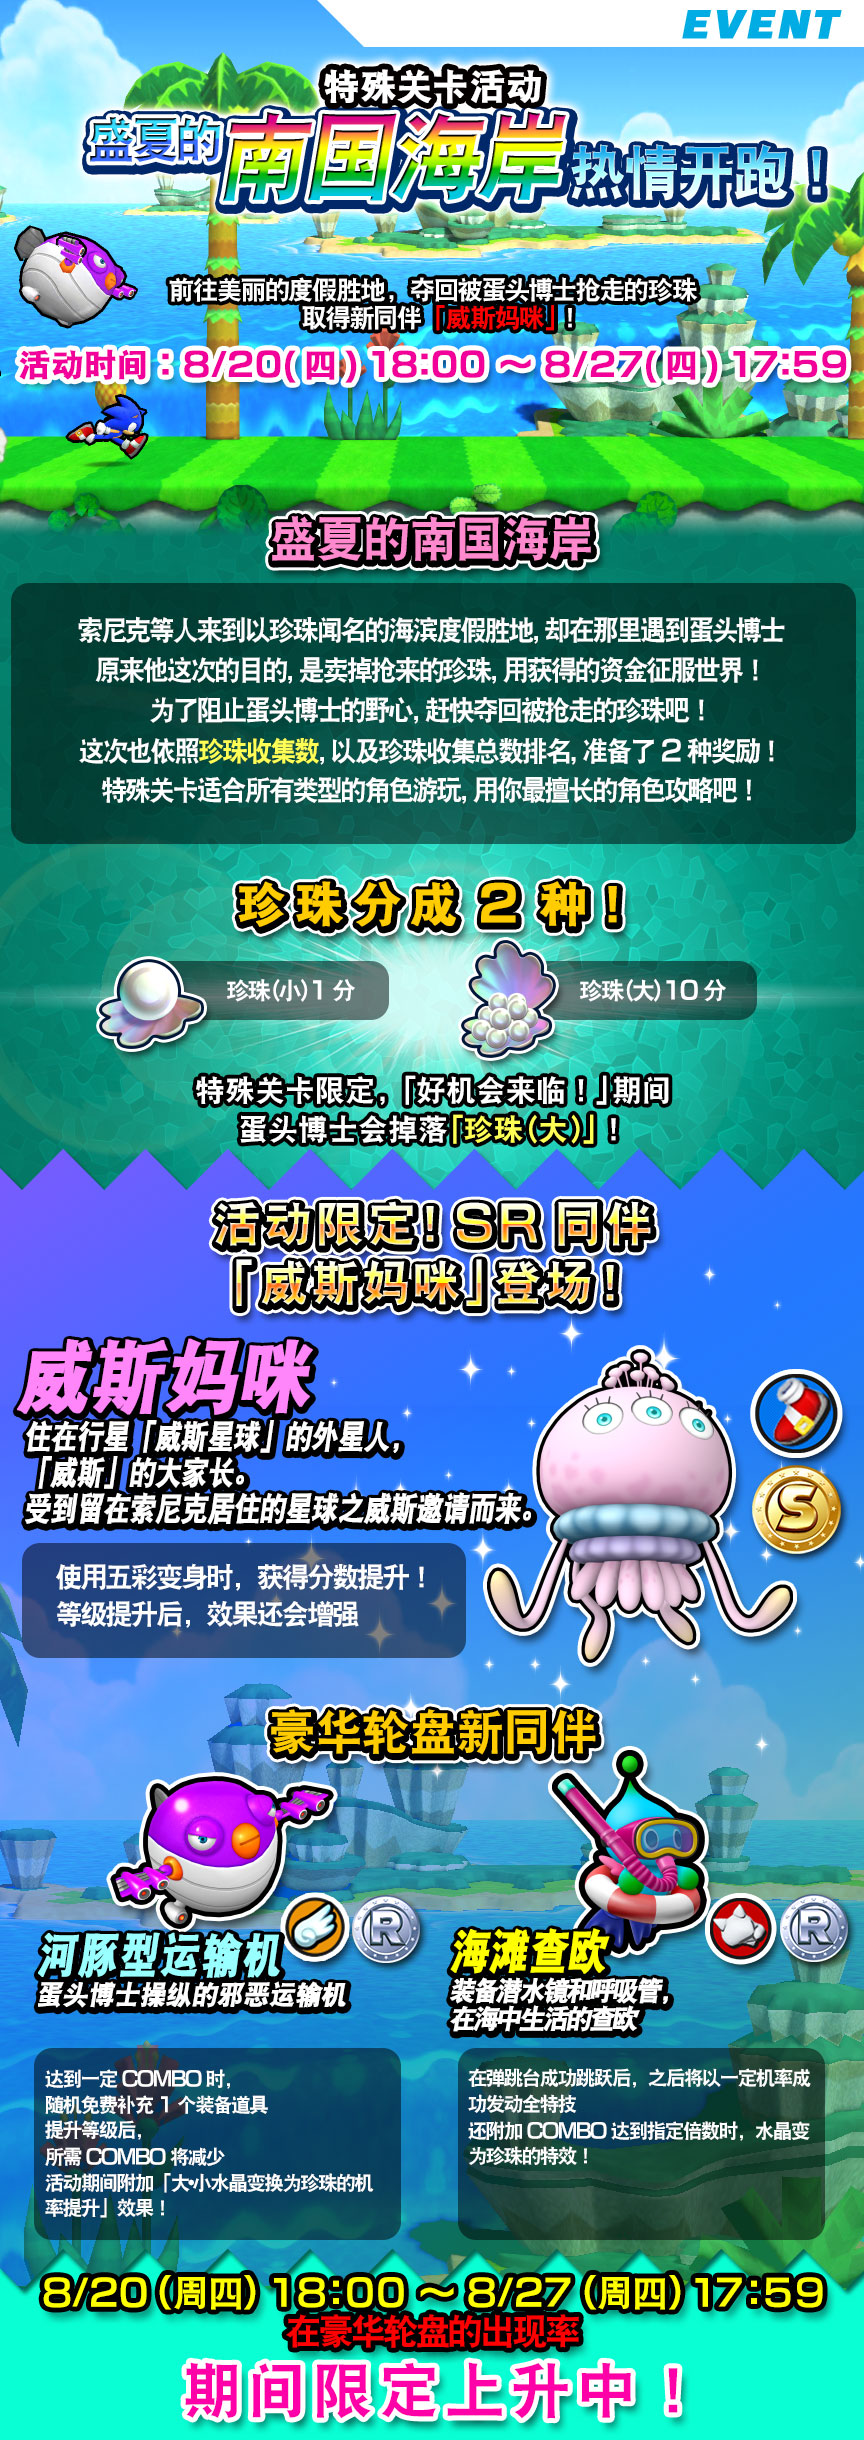 EVENT
特殊关卡活动
盛夏的南国海岸热情开跑！
前往美丽的度假胜地，夺回被蛋头博士抢走的珍珠
取得新同伴「威斯妈咪」！
活动时间：8/20(四) 18:00 ～ 8/27(四) 17:59
盛夏的南国海岸
索尼克等人来到以珍珠闻名的海滨度假胜地, 却在那里遇到蛋头博士
原来他这次的目的, 是卖掉抢来的珍珠, 用获得的资金征服世界！
为了阻止蛋头博士的野心, 赶快夺回被抢走的珍珠吧！
这次也依照珍珠收集数, 以及珍珠收集总数排名, 准备了 2 种奖励！
特殊关卡适合所有类型的角色游玩, 用你最擅长的角色攻略吧！
珍珠分成 2 种！
珍珠(小) 1 分
珍珠(大) 10 分
特殊关卡限定，「好机会来临！」期间
蛋头博士会掉落「珍珠(大)」！
活动限定！SR 同伴
「威斯妈咪」登场！
威斯妈咪
住在行星「威斯星球」的外星人，
「威斯」的大家长。
受到留在索尼克居住的星球之威斯邀请而来。
S
使用五彩变身时，获得分数提升！
等级提升后，效果还会增强
豪华轮盘新同伴
河豚型运输机
R
蛋头博士操纵的邪恶运输机
达到一定 COMBO 时，
随机免费补充 1 个装备道具
提升等级后，
所需 COMBO 将减少
活动期间附加「大•小水晶变换为珍珠的机
率提升」效果！
海滩查欧
R
装备潜水镜和呼吸管，
在海中生活的查欧
在弹跳台成功跳跃后，之后将以一定机率成
功发动全特技
还附加 COMBO 达到指定倍数时，水晶变
为珍珠的特效！
8/20（周四）18:00 ～ 8/27（周四）17:59
在豪华轮盘的出现率
期间限定上升中！